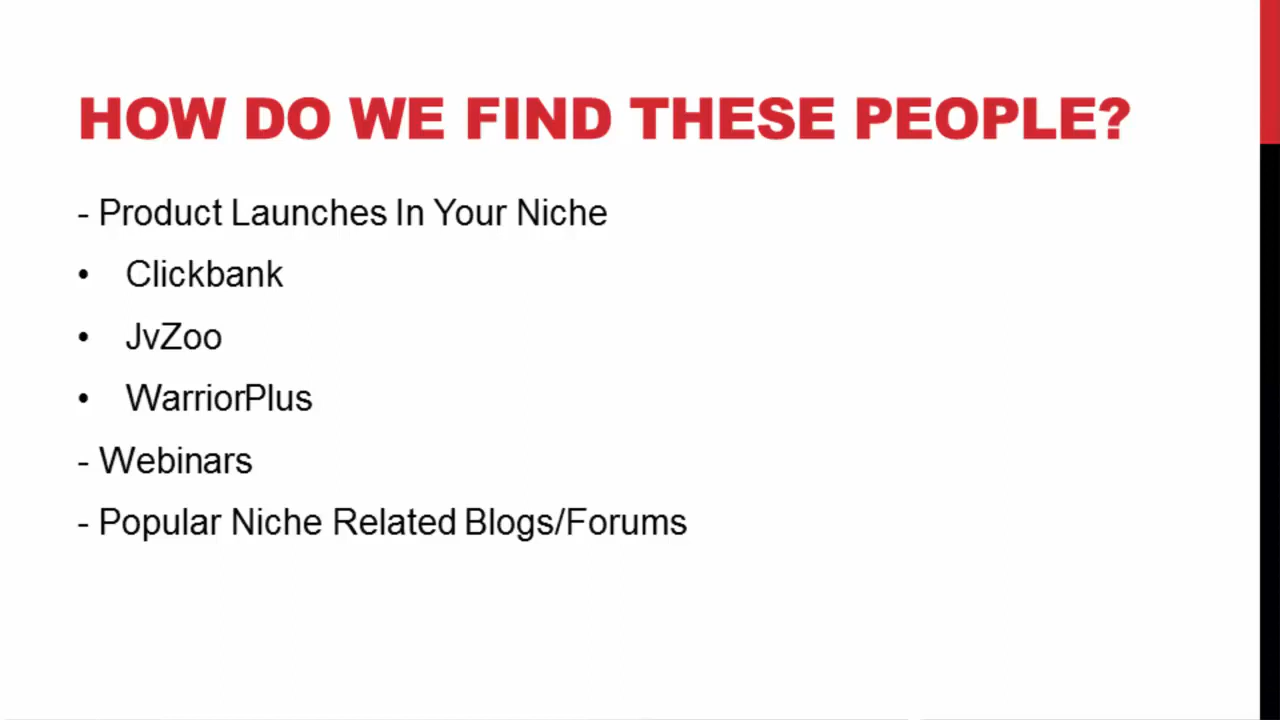 HOW DO WE FIND THESE PEOPLE?
- Product Launches In Your Niche
• Clickbank
• JvZoo
• WarriorPlus
- Webinars
- Popular Niche Related Blogs/Forums